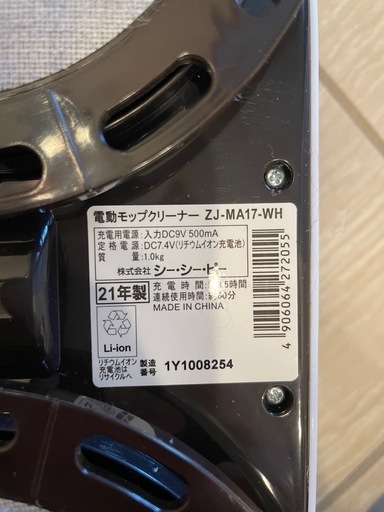 電動モップクリーナー ZJ-MA17-WH
充電用電源：入力DC9V 500mA
定格電源：DC7.4V(リチウムイオン充電池)
質量：1.0kg
株式会社 シー・シー・ピー
21年製
充電時間：
5時間
連続使用時間：
0分
MADE IN CHINA
Li-ion
リチウムイオン
充電池は
リサイクルへ
製造
番号
1Y1008254
4 906064 272055